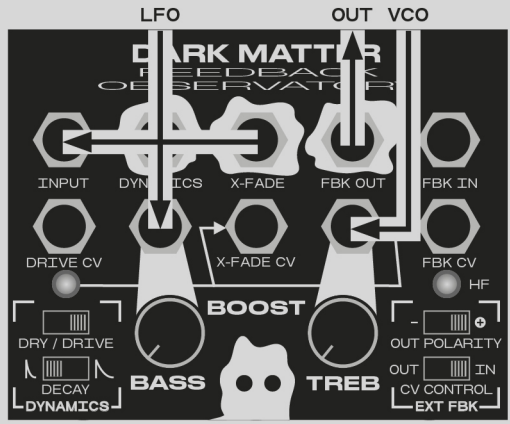 LFO OUT VCO
DARK MATTER
FEEDBACK
OBSERVATORY
INPUT DYNAMICS X-FADE FBK OUT FBK IN
DRIVE CV X-FADE CV FBK CV
HF
BOOST
DRY / DRIVE
- OUT POLARITY +
OUT IN
DECAY CV CONTROL
BASS TREB
DYNAMICS EXT FBK